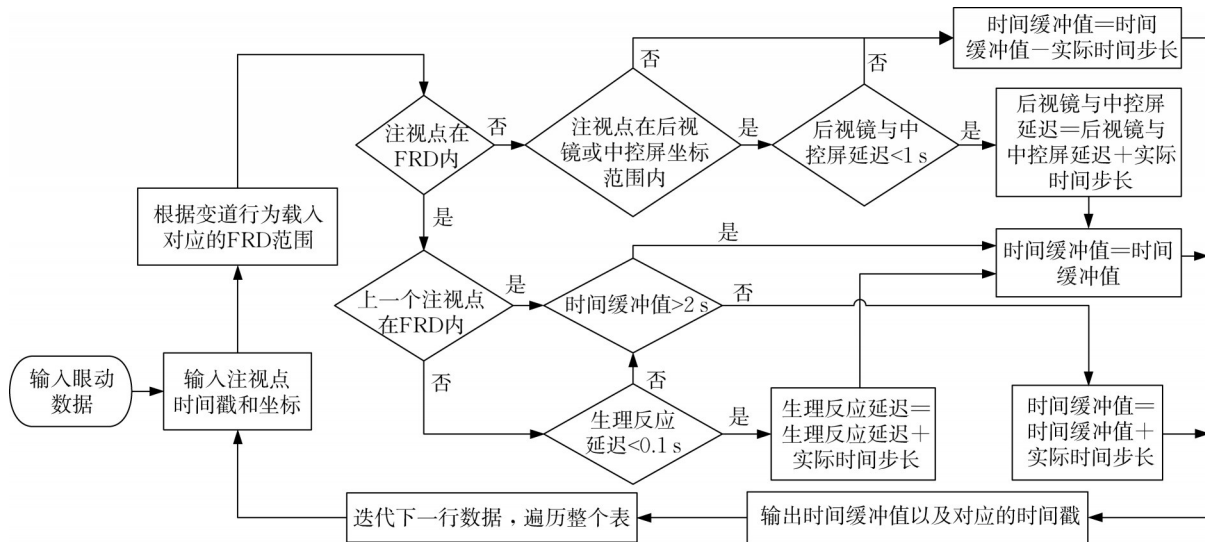 时间缓冲值=时间
缓冲值-实际时间步长
否
否
注视点在
FRD内
否
注视点在后视
镜或中控屏坐标
范围内
是
后视镜与中
控屏延迟<1 s
是
后视镜与中控屏
延迟=后视镜与
中控屏延迟+实际
时间步长
根据变道行为载入
对应的FRD范围
是
是
上一个注视点
在FRD内
是
时间缓冲值>2 s
否
时间缓冲值=时间
缓冲值
输入眼动
数据
输入注视点
时间戳和坐标
否
否
生理反应
延迟<0.1 s
是
生理反应延迟=
生理反应延迟+
实际时间步长
时间缓冲值=
时间缓冲值+
实际时间步长
迭代下一行数据，遍历整个表
输出时间缓冲值以及对应的时间戳